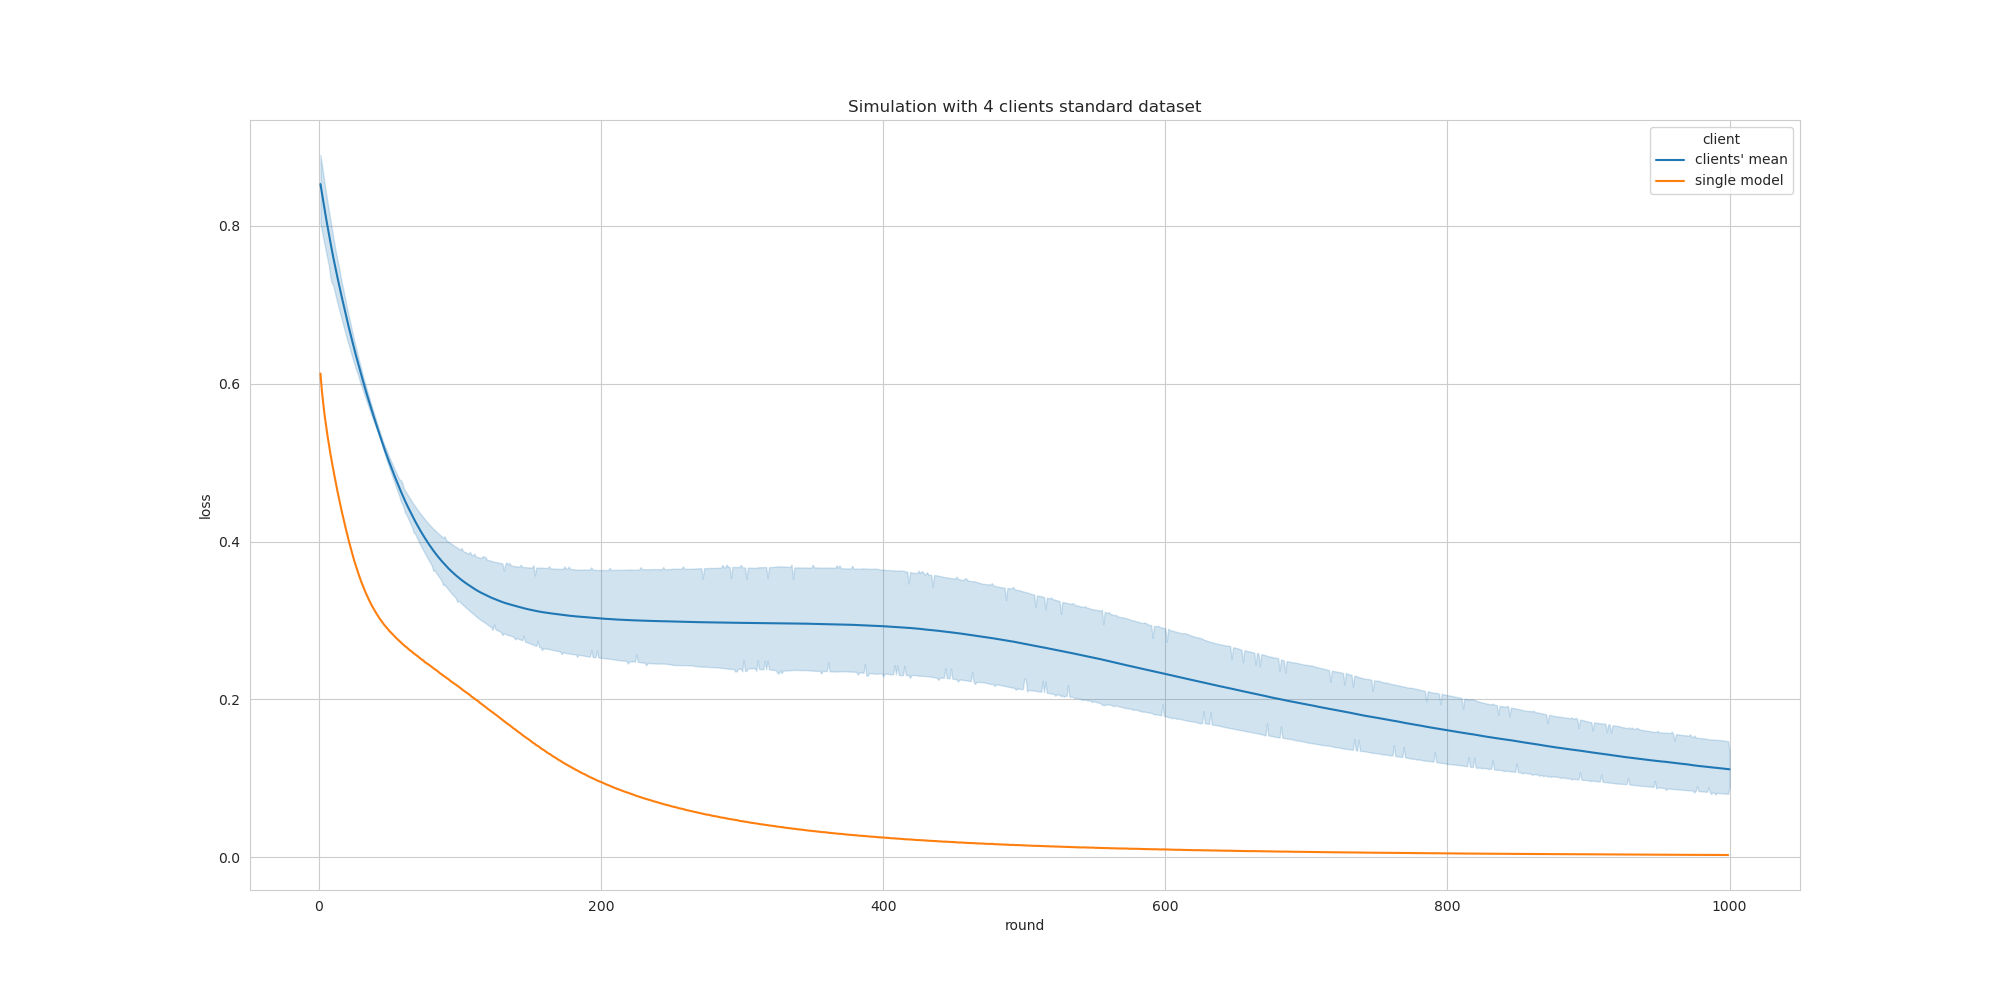 Simulation with 4 clients standard dataset
client
clients' mean
single model
loss
0.8
0.6
0.4
0.2
0.0
0 200 400 600 800 1000
round